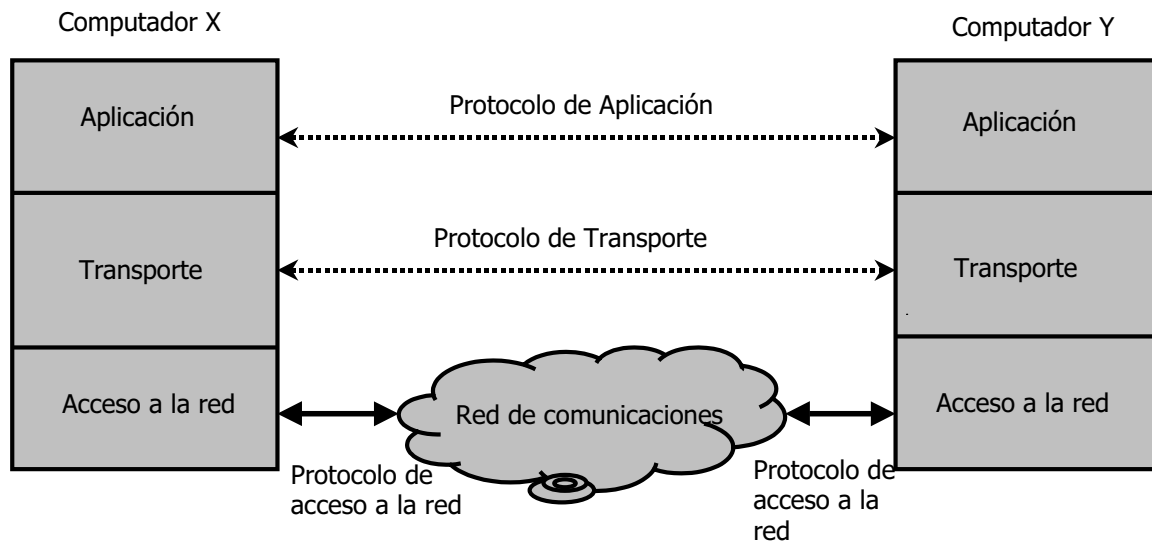 Computador X
Computador Y
Aplicación
Protocolo de Aplicación
Aplicación
Transporte
Protocolo de Transporte
Transporte
Acceso a la red
Red de comunicaciones
Acceso a la red
Protocolo de
acceso a la red
Protocolo de
acceso a la
red